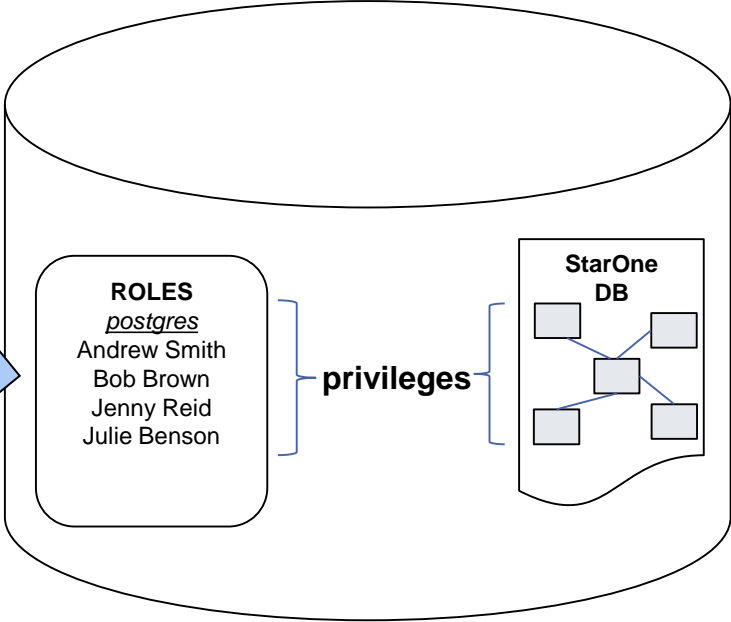 ROLES
postgres
Andrew Smith
Bob Brown
Jenny Reid
Julie Benson
privileges
StarOne
DB